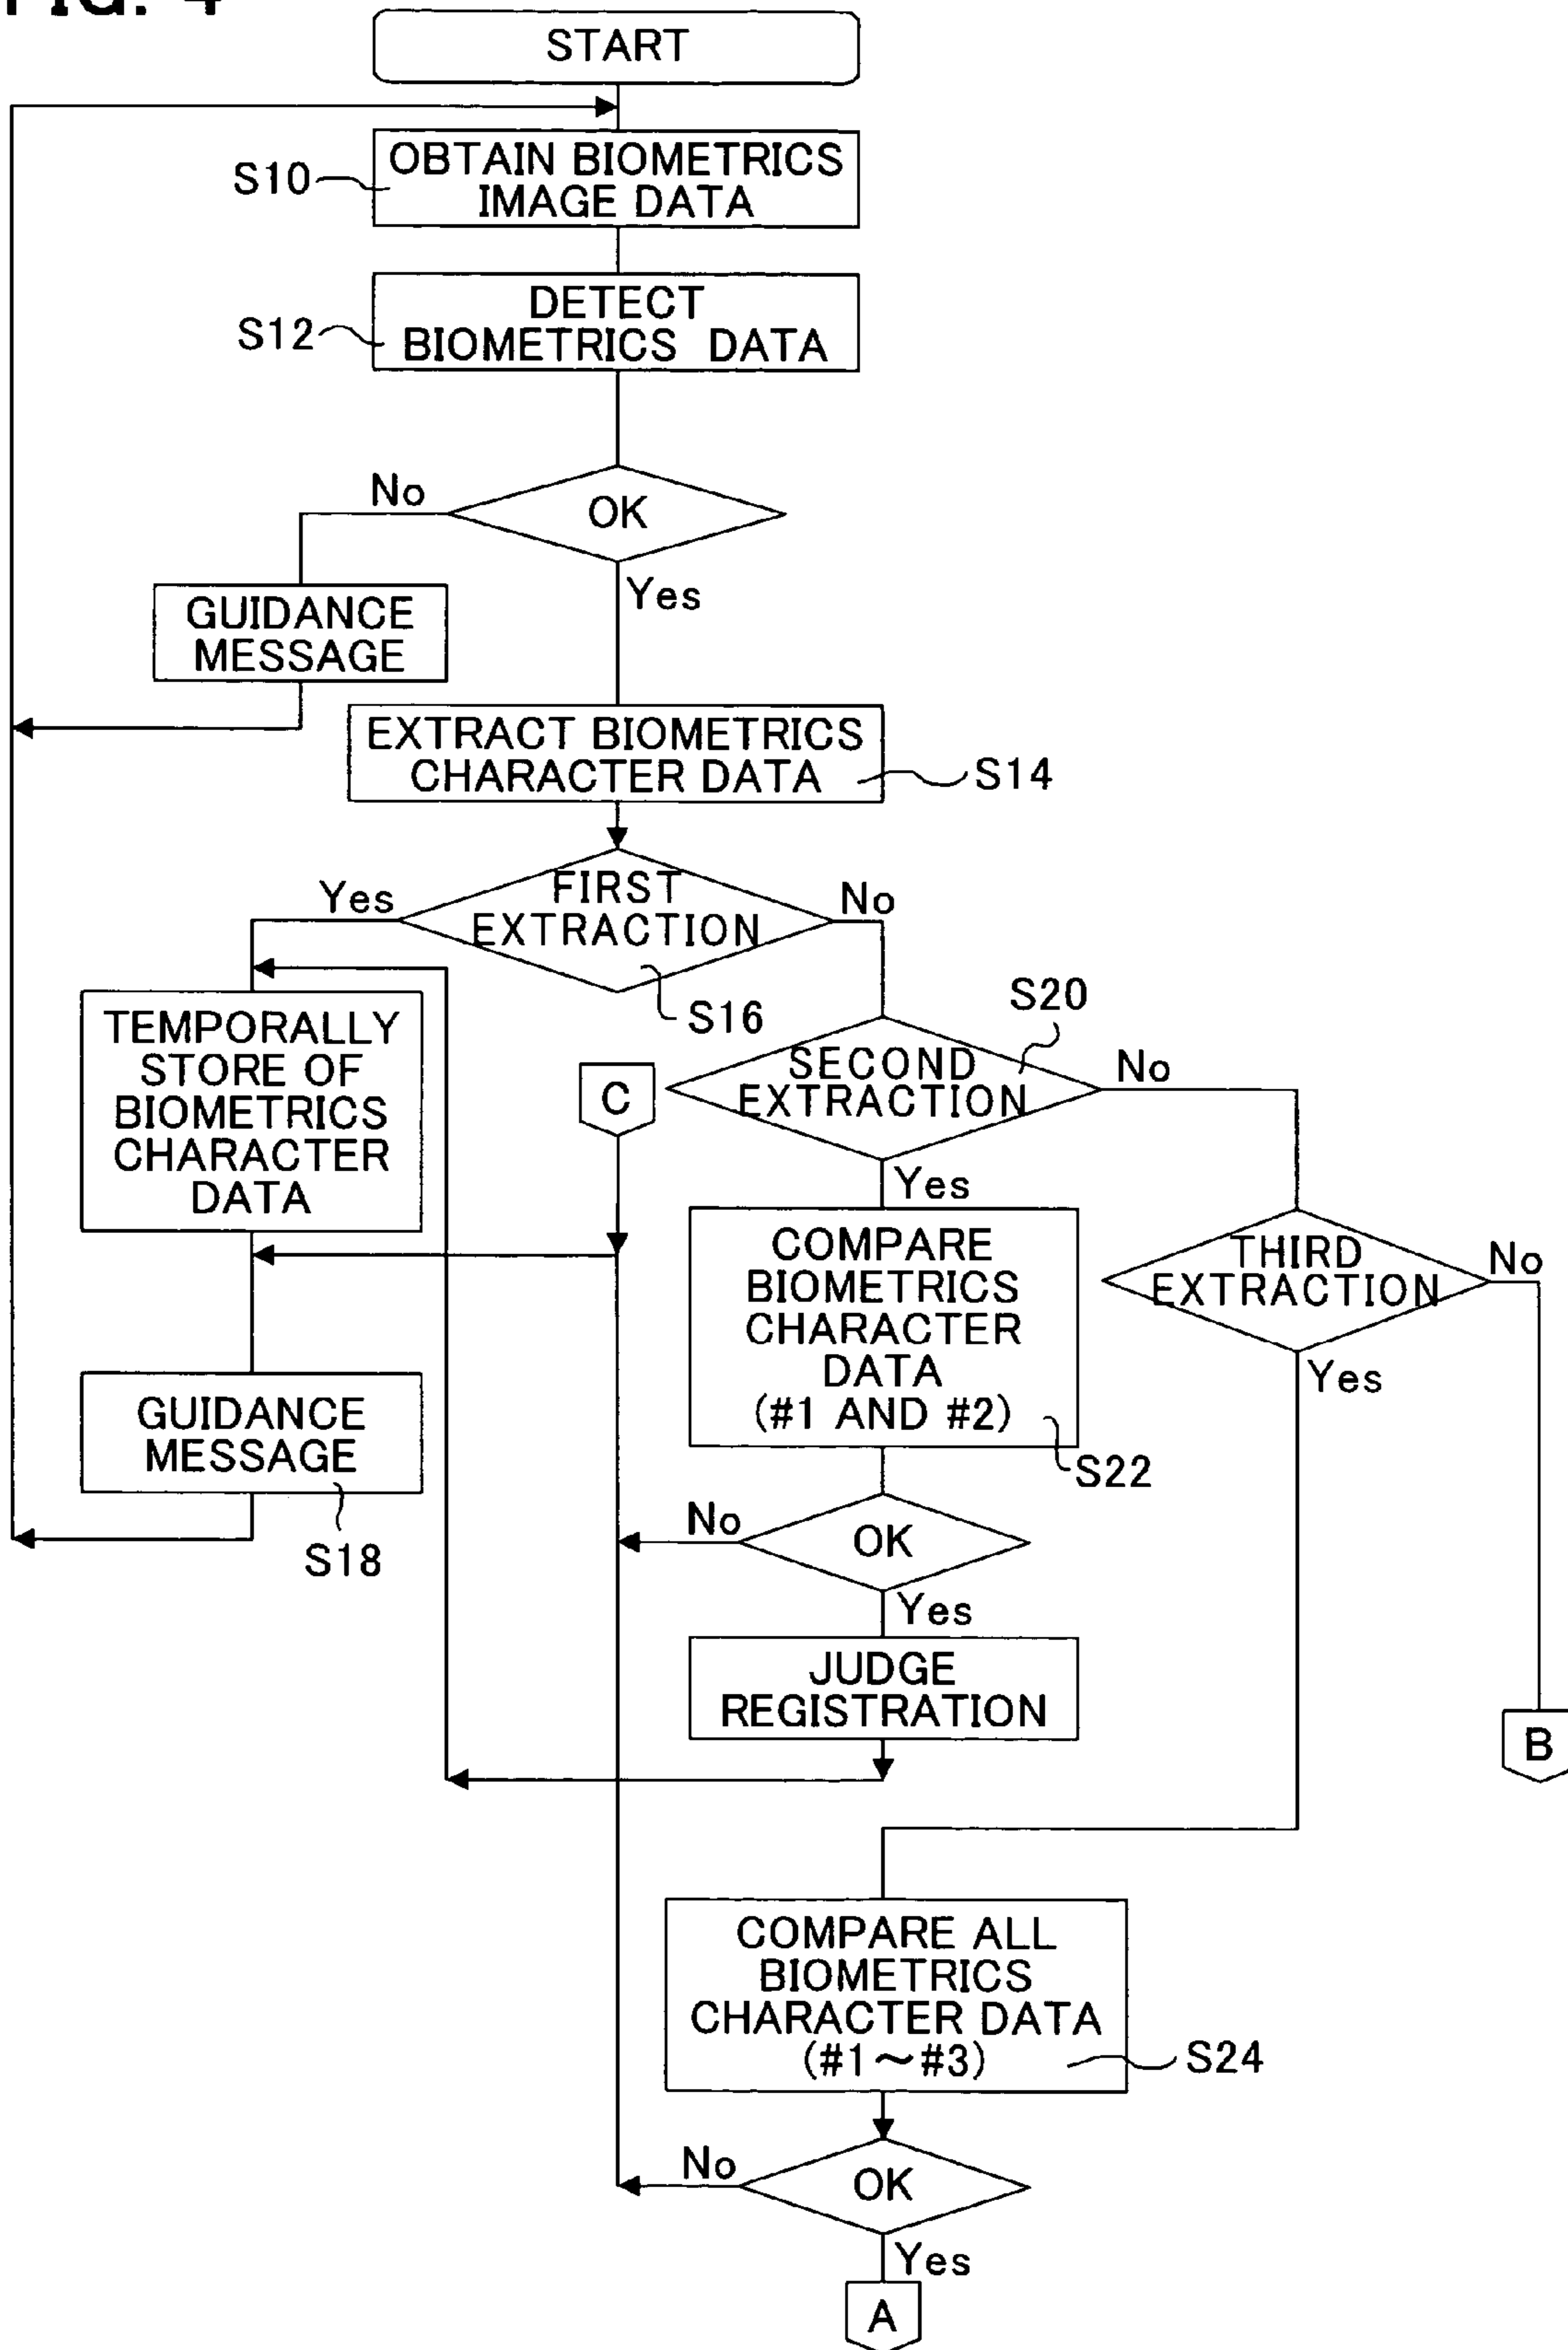 FIG. 4
START
S10
OBTAIN BIOMETRICS
IMAGE DATA
S12
DETECT
BIOMETRICS DATA
No
OK
Yes
GUIDANCE
MESSAGE
EXTRACT BIOMETRICS
CHARACTER DATA
S14
Yes
FIRST
EXTRACTION
No
S16
S20
TEMPORALLY
STORE OF
BIOMETRICS
CHARACTER
DATA
C
SECOND
EXTRACTION
No
Yes
COMPARE
BIOMETRICS
CHARACTER
DATA
(#1 AND #2)
S22
THIRD
EXTRACTION
No
Yes
GUIDANCE
MESSAGE
S18
No
OK
Yes
JUDGE
REGISTRATION
B
COMPARE ALL
BIOMETRICS
CHARACTER DATA
(#1～#3)
S24
No
OK
Yes
A